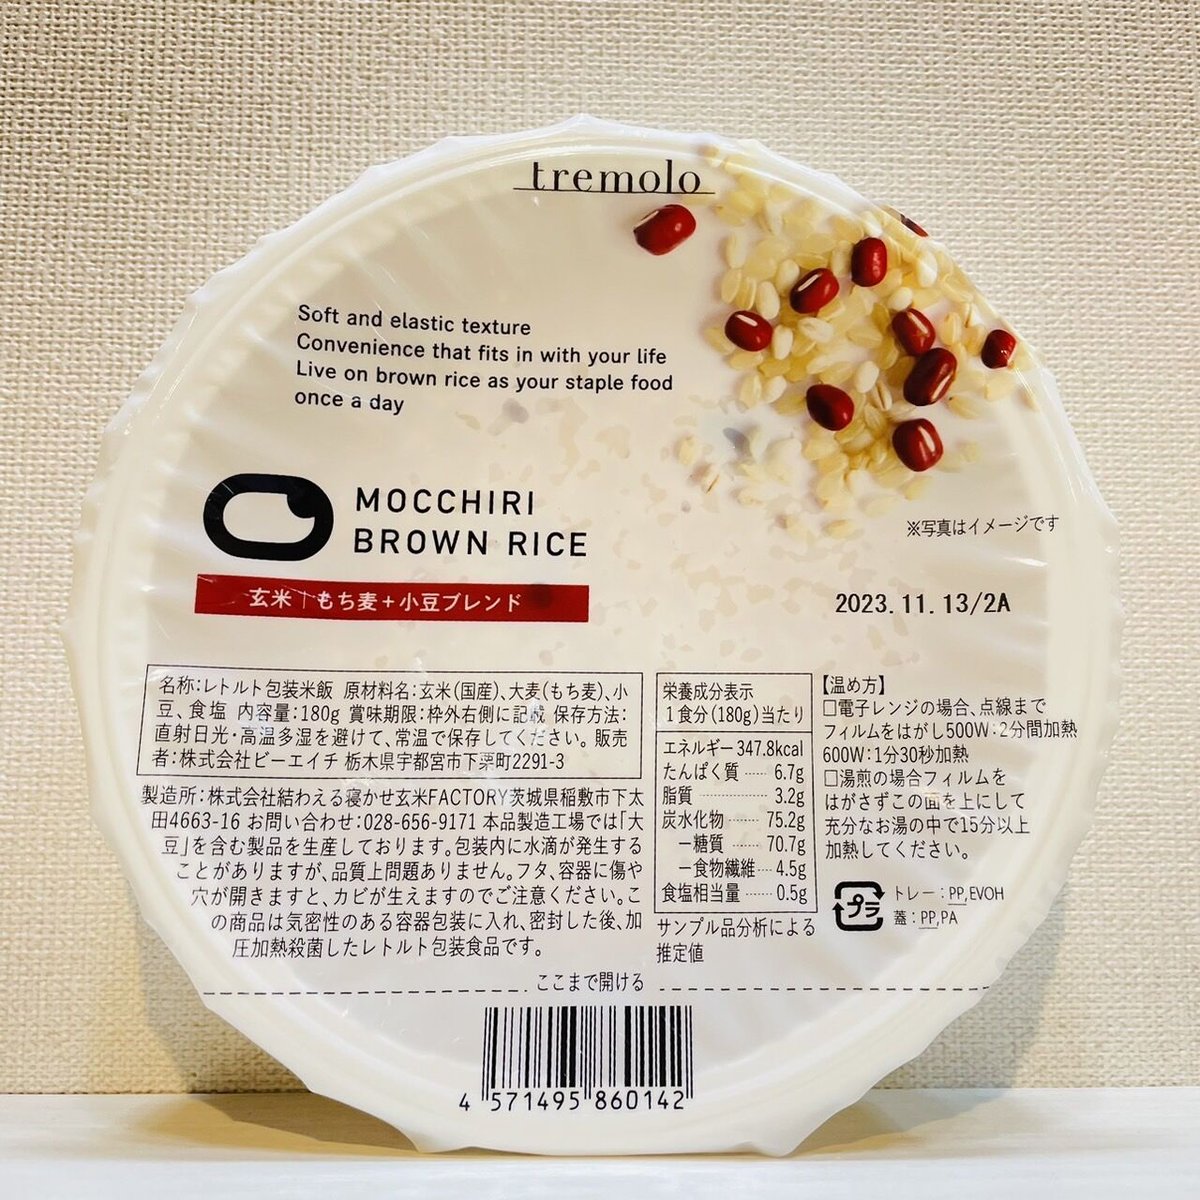 tremolo
Soft and elastic texture
Convenience that fits in with your life
Live on brown rice as your staple food
once a day
MOCCHIRI
BROWN RICE
玄米|もち麦+小豆ブレンド
※写真はイメージです
2023.11.13/2A
名称:レトルト包装米飯 原材料名:玄米(国産)、大麦(もち麦)、小
豆、食塩 内容量:180g 賞味期限:枠外右側に記載 保存方法:
直射日光・高温多湿を避けて、常温で保存してください。販売
者:株式会社ビーエイチ 栃木県宇都宮市下栗町2291-3
製造所:株式会社結わえる寝かせ玄米FACTORY茨城県稲敷市下太
田4663-16 お問い合わせ:028-656-9171 本品製造工場では「大
豆」を含む製品を生産しております。包装内に水滴が発生する
ことがありますが、品質上問題ありません。フタ、容器に傷や
穴が開きますと、カビが生えますのでご注意ください。こ
の商品は気密性のある容器包装に入れ、密封した後、加
圧加熱殺菌したレトルト包装食品です。
栄養成分表示
1食分(180g)当たり
エネルギー 347.8kcal
たんぱく質 ······ 6.7g
脂質 ············ 3.2g
炭水化物 ······· 75.2g
−糖質 ······ 70.7g
−食物繊維 ···· 4.5g
食塩相当量 ······ 0.5g
サンプル品分析による
推定値
【温め方】
□電子レンジの場合、点線まで
フィルムをはがし500W:2分間加熱
600W:1分30秒加熱
□湯煎の場合フィルムを
はがさずこの面を上にして
充分なお湯の中で15分以上
加熱してください。
プラ
トレー:PP,EVOH
蓋:PP,PA
ここまで開ける
4 571495 860142